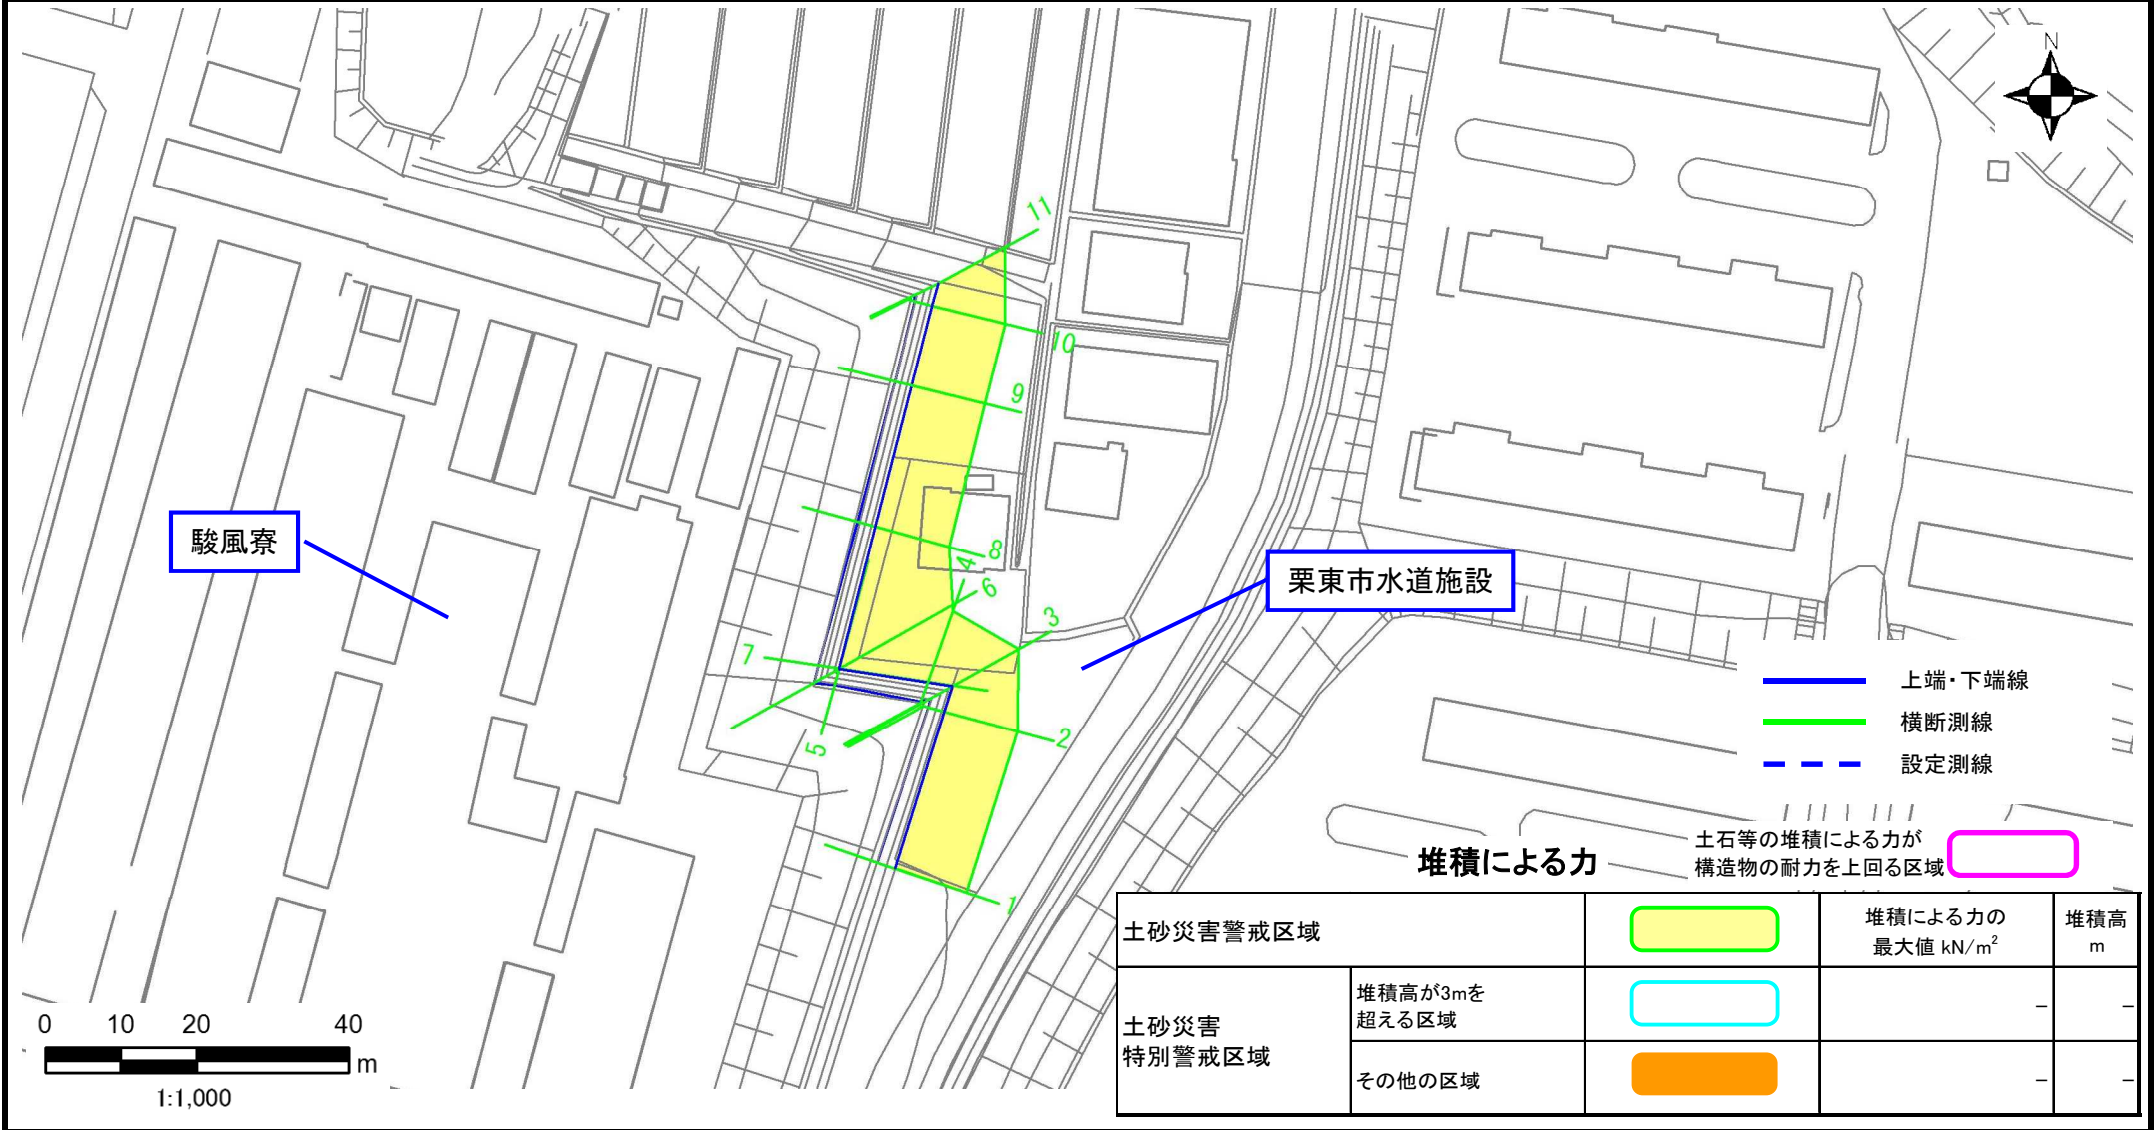 N
11
10
9
8
4
6
3
7
2
5
1
駿風寮
栗東市水道施設
上端・下端線
横断測線
設定測線
堆積による力
土石等の堆積による力が
構造物の耐力を上回る区域
土砂災害警戒区域
堆積による力の
最大値 kN/m²
堆積高
m
土砂災害
特別警戒区域
堆積高が3mを
超える区域
－ －
その他の区域
－ －
0 10 20 40
m
1:1,000